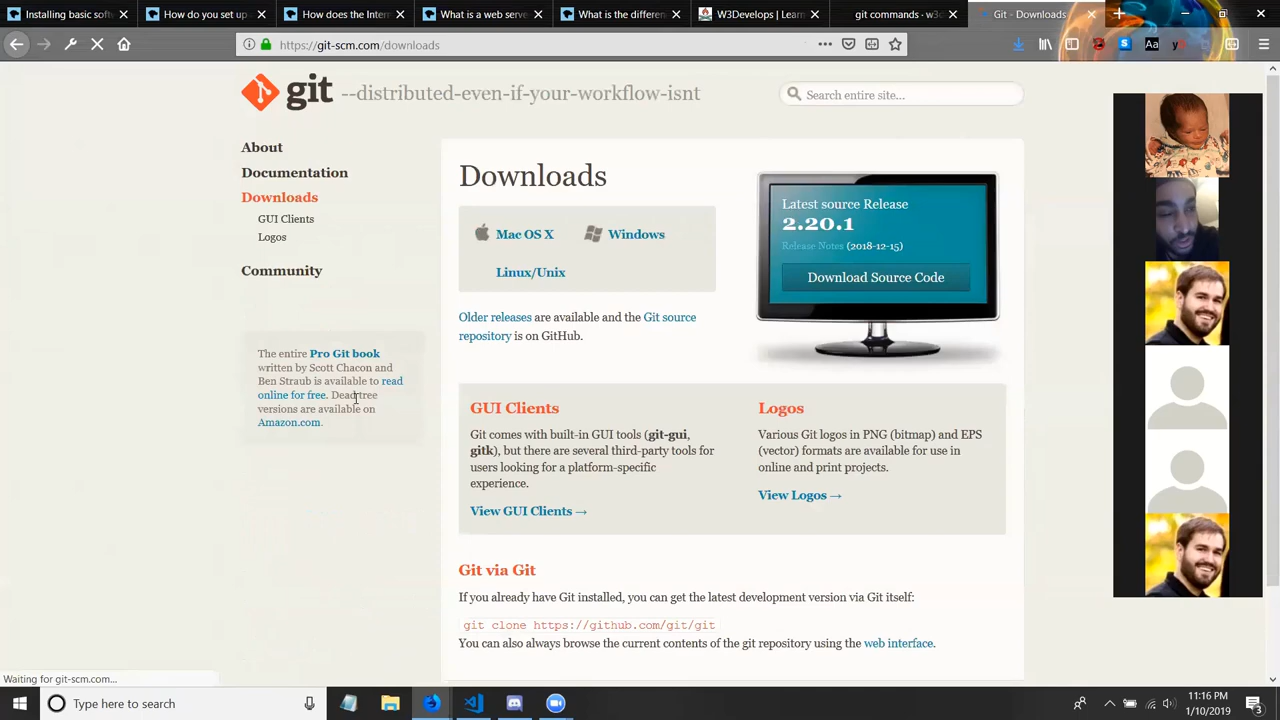 Installing basic soft
How do you set up
How does the Inter
What is a web serve
What is the differen
W3Develops | Learn
git commands · w3c
Git - Downloads
https://git-scm.com/downloads
git --distributed-even-if-your-workflow-isnt
Search entire site...
About
Documentation
Downloads
GUI Clients
Logos
Community
The entire Pro Git book
written by Scott Chacon and
Ben Straub is available to read
online for free. Dead tree
versions are available on
Amazon.com.
Downloads
Mac OS X
Windows
Linux/Unix
Older releases are available and the Git source
repository is on GitHub.
Latest source Release
2.20.1
Release Notes (2018-12-15)
Download Source Code
GUI Clients
Git comes with built-in GUI tools (git-gui,
gitk), but there are several third-party tools for
users looking for a platform-specific
experience.
View GUI Clients →
Logos
Various Git logos in PNG (bitmap) and EPS
(vector) formats are available for use in
online and print projects.
View Logos →
Git via Git
If you already have Git installed, you can get the latest development version via Git itself:
git clone https://github.com/git/git
You can also always browse the current contents of the git repository using the web interface.
Waiting for git-scm.com...
Type here to search
11:16 PM
1/10/2019
3